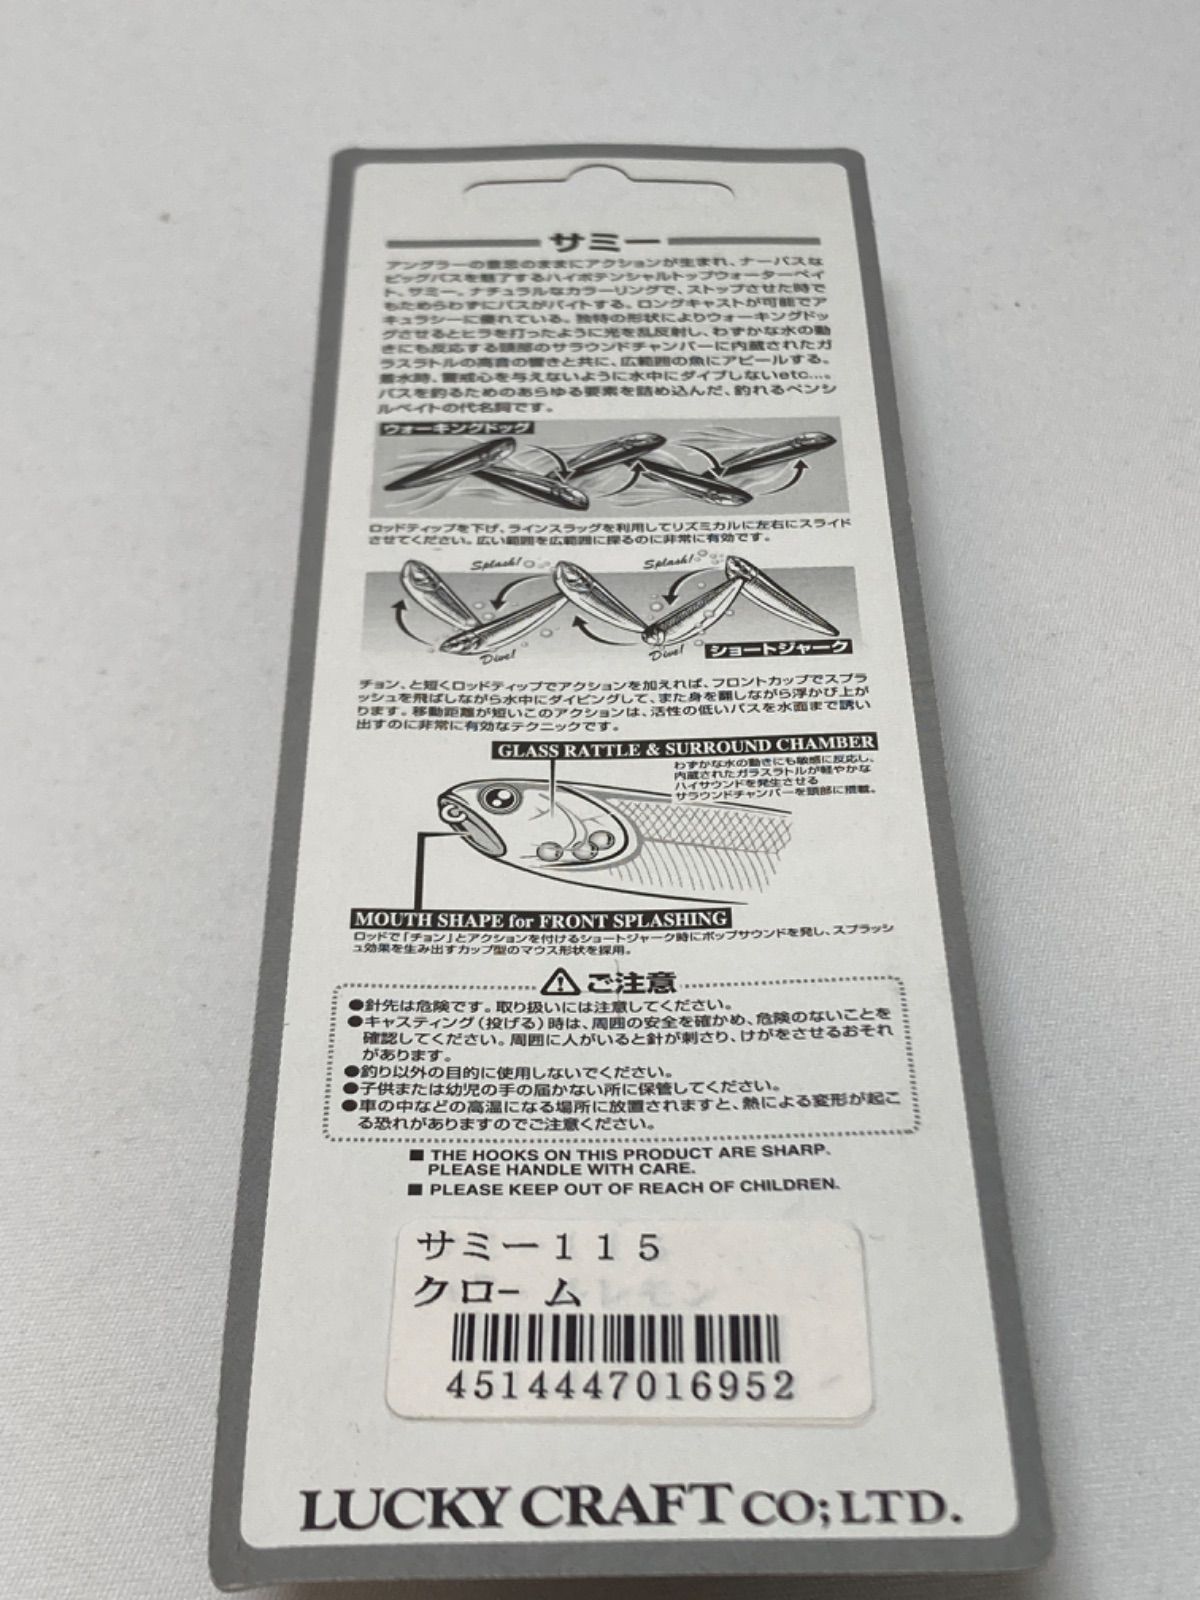 サミー
アングラーの意思のままにアクションが生まれ、ナーバスな
ビッグバスを魅了するハイポテンシャルトップウォーターベイ
ト、サミー。ナチュラルなカラーリングで、ストップさせた時で
もためらわずにバスがバイトする。ロングキャストが可能でア
キュラシーに優れている。独特の形状によりウォーキングドッ
グさせるとヒラを打ったように光を乱反射し、わずかな水の動
きにも反応する頭部のサラウンドチャンバーに内蔵されたガ
ラスラトルの高音の響きと共に、広範囲の魚にアピールする。
着水時、警戒心を与えないように水中にダイブしないetc…。
バスを釣るためのあらゆる要素を詰め込んだ、釣れるペンシ
ルベイトの代名詞です。
ウォーキングドッグ
ロッドティップを下げ、ラインスラッグを利用してリズミカルに左右にスライド
させてください。広い範囲を広範囲に探るのに非常に有効です。
Splash!
Splash!
Dive!
Dive!
ショートジャーク
チョン、と短くロッドティップでアクションを加えれば、フロントカップでスプラ
ッシュを飛ばしながら水中にダイビングして、また身を翻しながら浮かび上が
ります。移動距離が短いこのアクションは、活性の低いバスを水面まで誘い
出すのに非常に有効なテクニックです。
GLASS RATTLE & SURROUND CHAMBER
わずかな水の動きにも敏感に反応し、
内蔵されたガラスラトルが軽やかな
ハイサウンドを発生させる
サラウンドチャンバーを頭部に搭載。
MOUTH SHAPE for FRONT SPLASHING
ロッドで「チョン」とアクションを付けるショートジャーク時にポップサウンドを発し、スプラッシ
ュ効果を生み出すカップ型のマウス形状を採用。
ご注意
●針先は危険です。取り扱いには注意してください。
●キャスティング(投げる)時は、周囲の安全を確かめ、危険のないことを
確認してください。周囲に人がいると針が刺さり、けがをさせるおそれ
があります。
●釣り以外の目的に使用しないでください。
●子供または幼児の手の届かない所に保管してください。
●車の中などの高温になる場所に放置されますと、熱による変形が起こ
る恐れがありますのでご注意ください。
■ THE HOOKS ON THIS PRODUCT ARE SHARP.
PLEASE HANDLE WITH CARE.
■ PLEASE KEEP OUT OF REACH OF CHILDREN.
サミー115
クローム
レモン
4514447016952
LUCKY CRAFT CO;LTD.